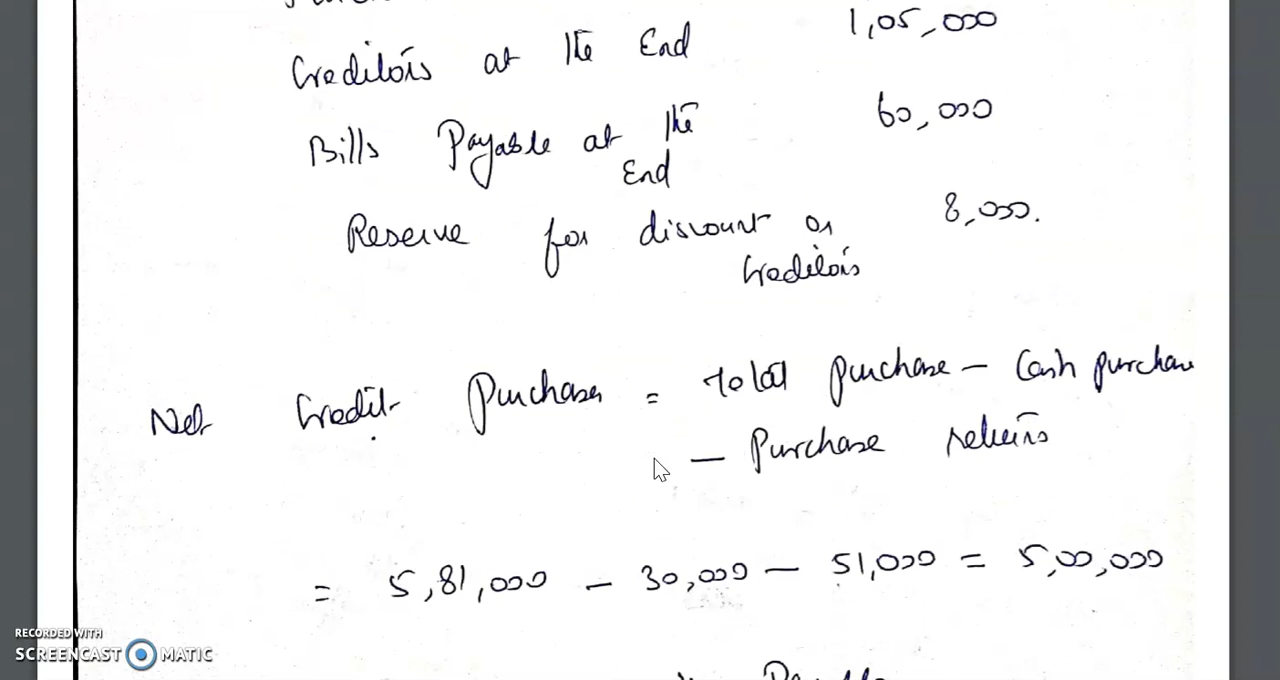 Creditors at the End 1,05,000
Bills Payable at the End 60,000
Reserve for discount on Creditors 8,000.
Net Credit Purchases = total purchase - Cash purchase
- Purchase returns
= 5,81,000 - 30,000 - 51,000 = 5,00,000
RECORDED WITH
SCREENCAST MATIC